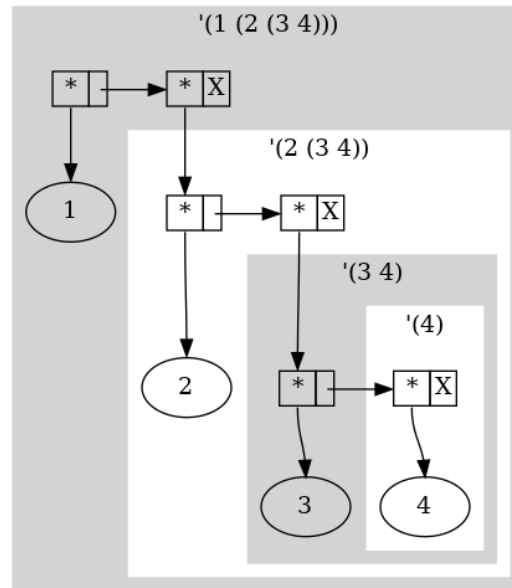 '(1 (2 (3 4)))
* * X
'(2 (3 4))
1
* * X
'(3 4)
'(4)
2
* * X
3 4